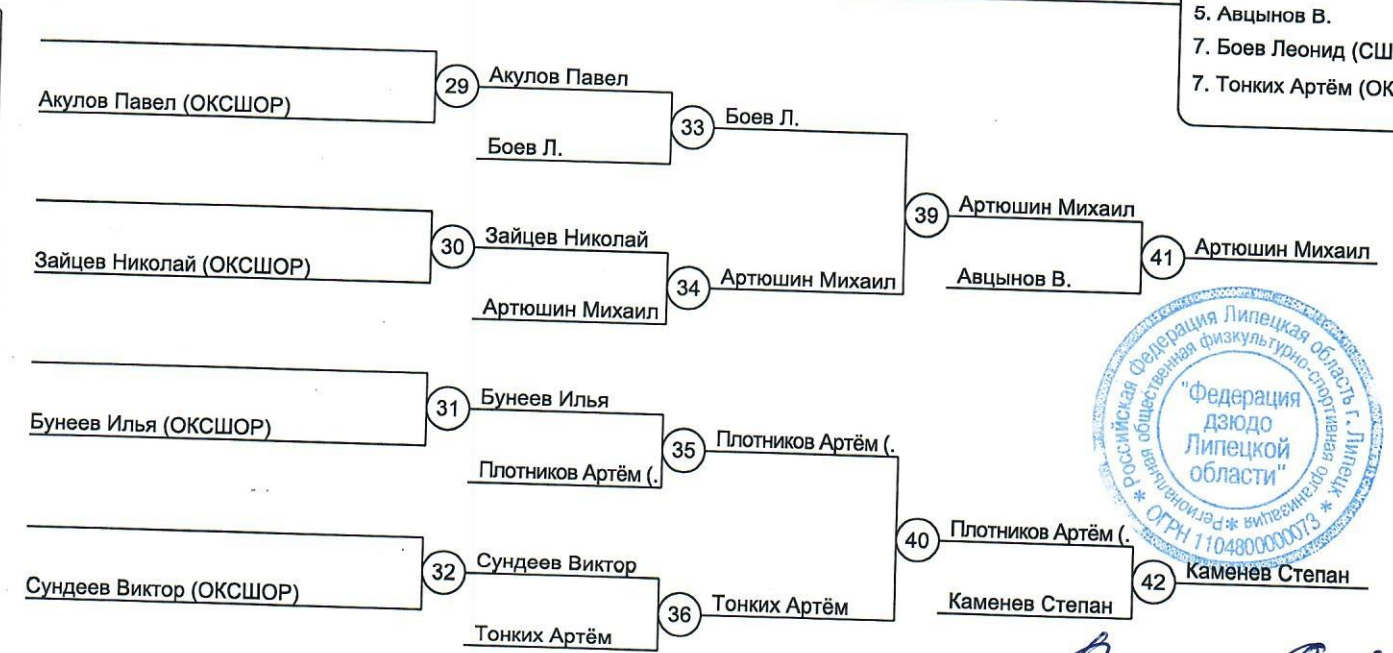 5. Авцынов В.
7. Боев Леонид (СШ
7. Тонких Артём (ОК
Акулов Павел (ОКСШОР)
29
Акулов Павел
Боев Л.
33
Боев Л.
Зайцев Николай (ОКСШОР)
30
Зайцев Николай
Артюшин Михаил
34
Артюшин Михаил
39
Артюшин Михаил
Авцынов В.
41
Артюшин Михаил
Бунеев Илья (ОКСШОР)
31
Бунеев Илья
Плотников Артём (.
35
Плотников Артём (.
Сундеев Виктор (ОКСШОР)
32
Сундеев Виктор
Тонких Артём
36
Тонких Артём
40
Плотников Артём (.
Каменев Степан
42
Каменев Степан
* Российская Федерация Липецкая область г. Липецк *
ОГРН 1104800000073
* Региональная общественная физкультурно-спортивная организация
"Федерация
дзюдо
Липецкой
области"